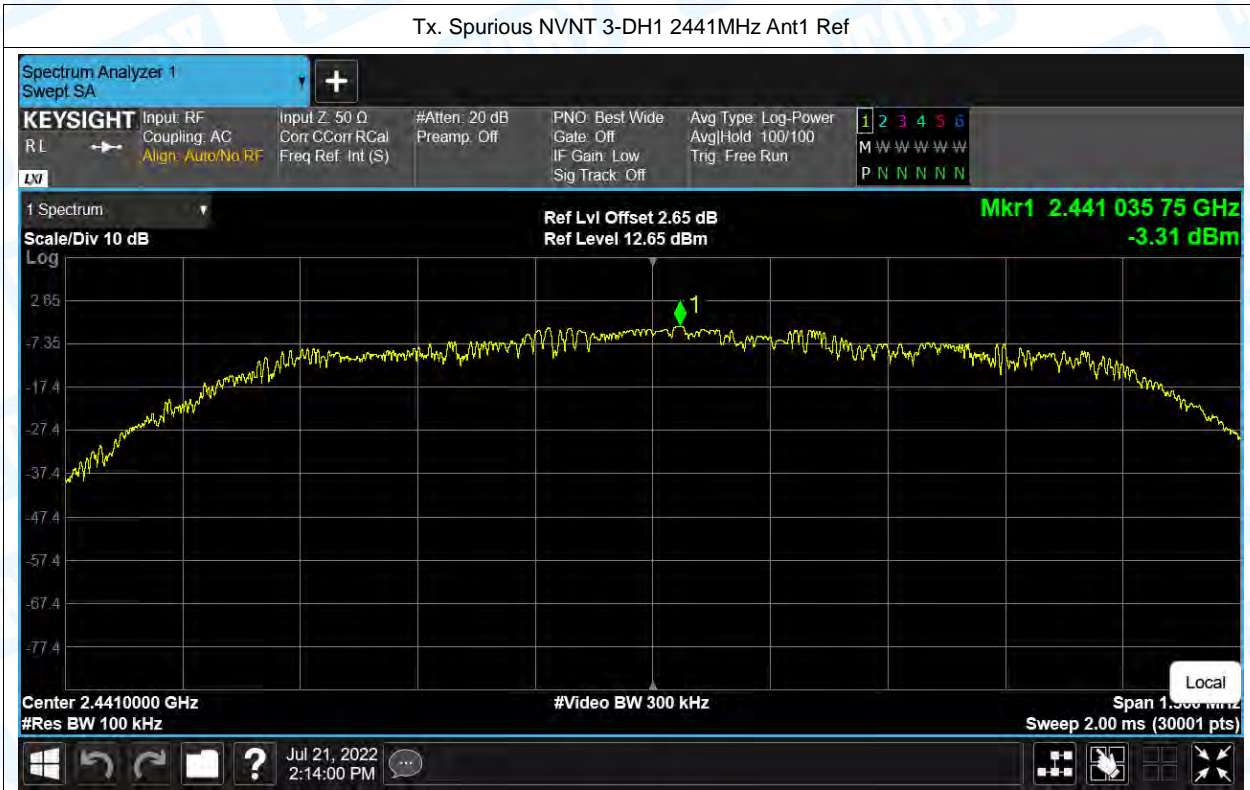 Tx. Spurious NVNT 3-DH1 2441MHz Ant1 Ref
Spectrum Analyzer 1
Swept SA
+
KEYSIGHT
RL
LXI
Input: RF
Coupling: AC
Align: Auto/No RF
Input Z: 50 Ω
Corr CCorr RCal
Freq Ref: Int (S)
#Atten: 20 dB
Preamp: Off
PNO: Best Wide
Gate: Off
IF Gain: Low
Sig Track: Off
Avg Type: Log-Power
Avg|Hold: 100/100
Trig: Free Run
1 2 3 4 5 6
M W W W W W
P N N N N N
1 Spectrum
Scale/Div 10 dB
Log
Ref Lvl Offset 2.65 dB
Ref Level 12.65 dBm
Mkr1 2.441 035 75 GHz
-3.31 dBm
1
2.65
-7.35
-17.4
-27.4
-37.4
-47.4
-57.4
-67.4
-77.4
Local
Center 2.4410000 GHz
#Res BW 100 kHz
#Video BW 300 kHz
Span
Sweep 2.00 ms (30001 pts)
?
Jul 21, 2022
2:14:00 PM